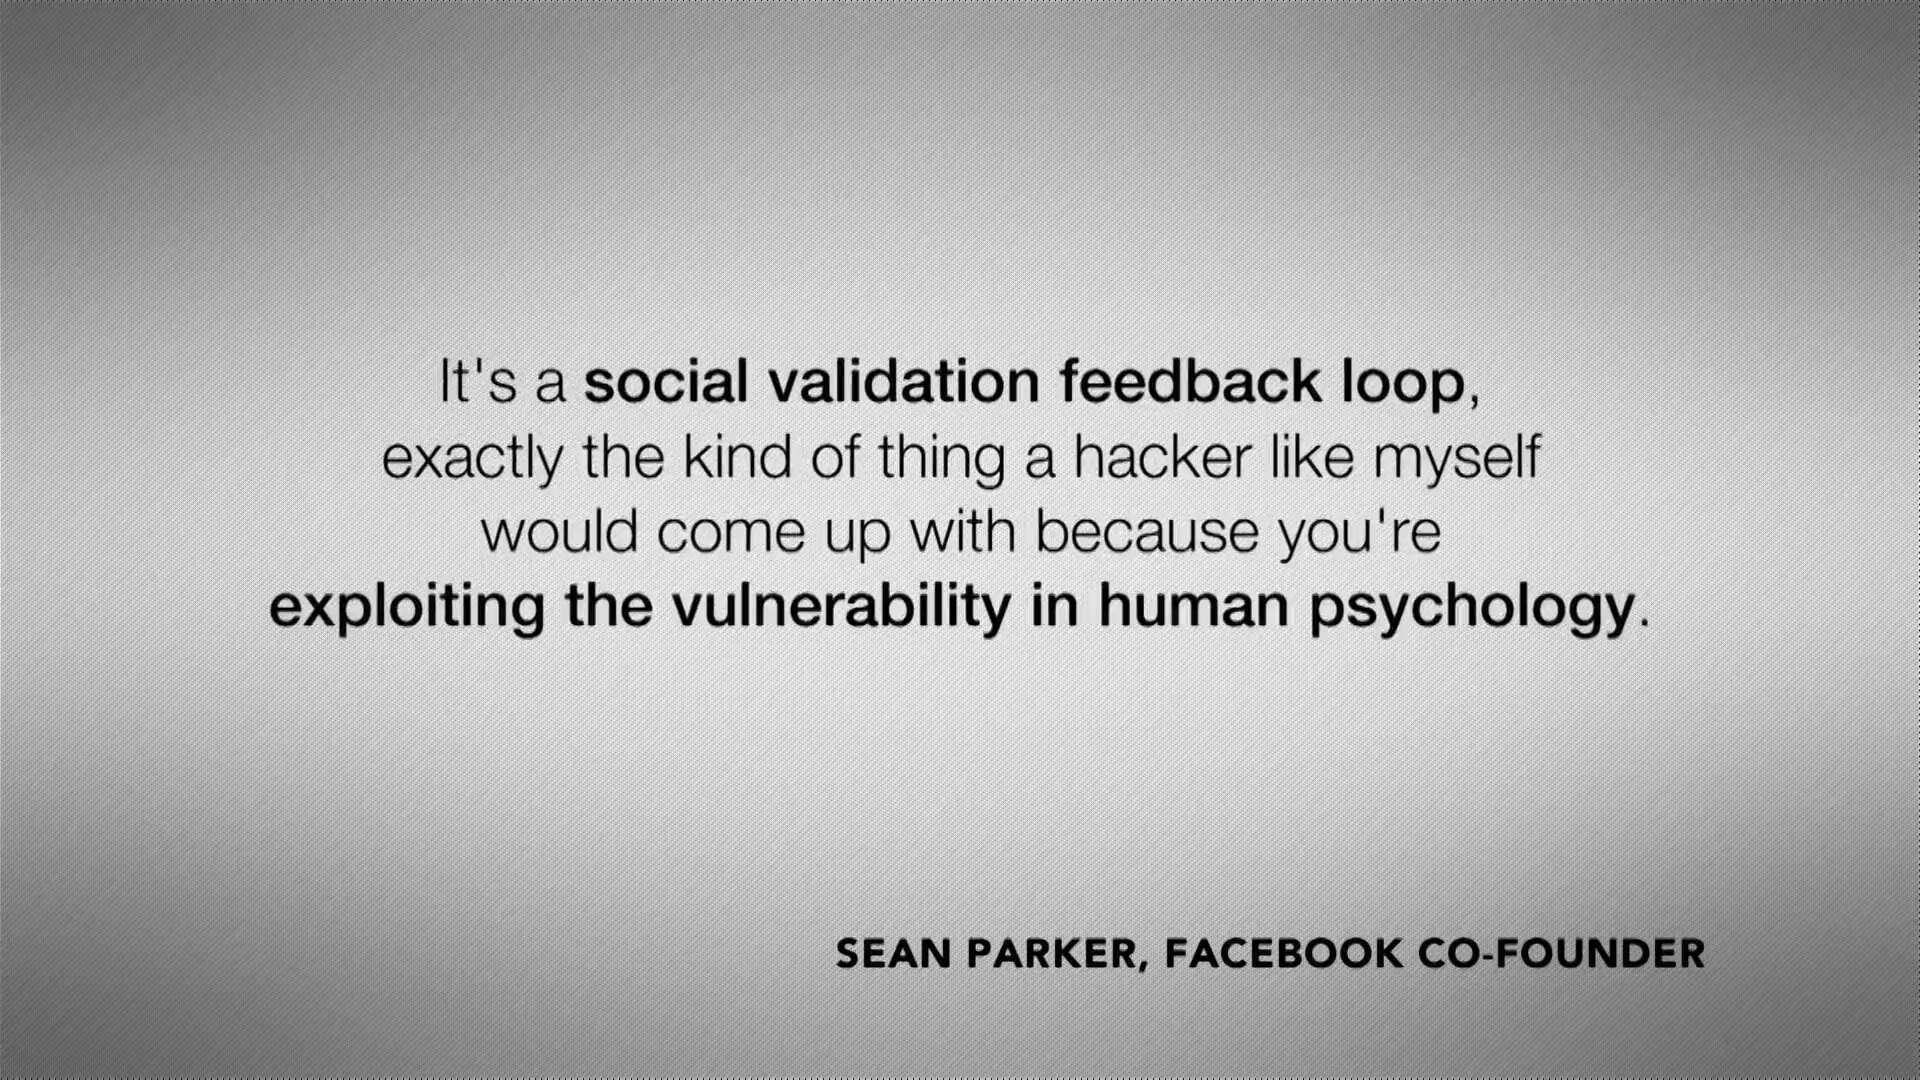 It's a social validation feedback loop,
exactly the kind of thing a hacker like myself
would come up with because you're
exploiting the vulnerability in human psychology.
SEAN PARKER, FACEBOOK CO-FOUNDER